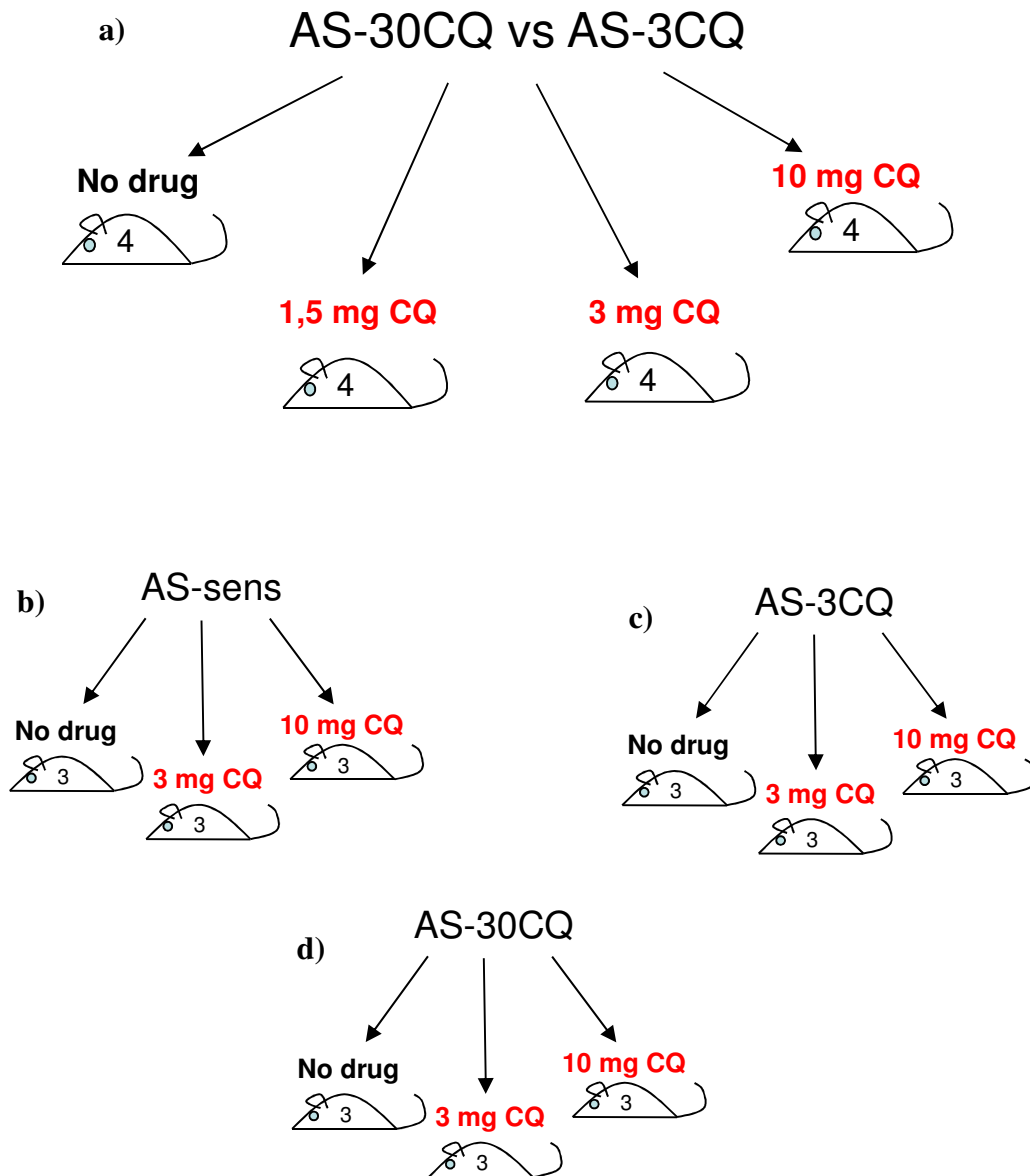 a)
AS-30CQ vs AS-3CQ
No drug
4
10 mg CQ
4
1,5 mg CQ
4
3 mg CQ
4
b)
AS-sens
No drug
3
3 mg CQ
3
10 mg CQ
3
c)
AS-3CQ
No drug
3
3 mg CQ
3
10 mg CQ
3
d)
AS-30CQ
No drug
3
3 mg CQ
3
10 mg CQ
3